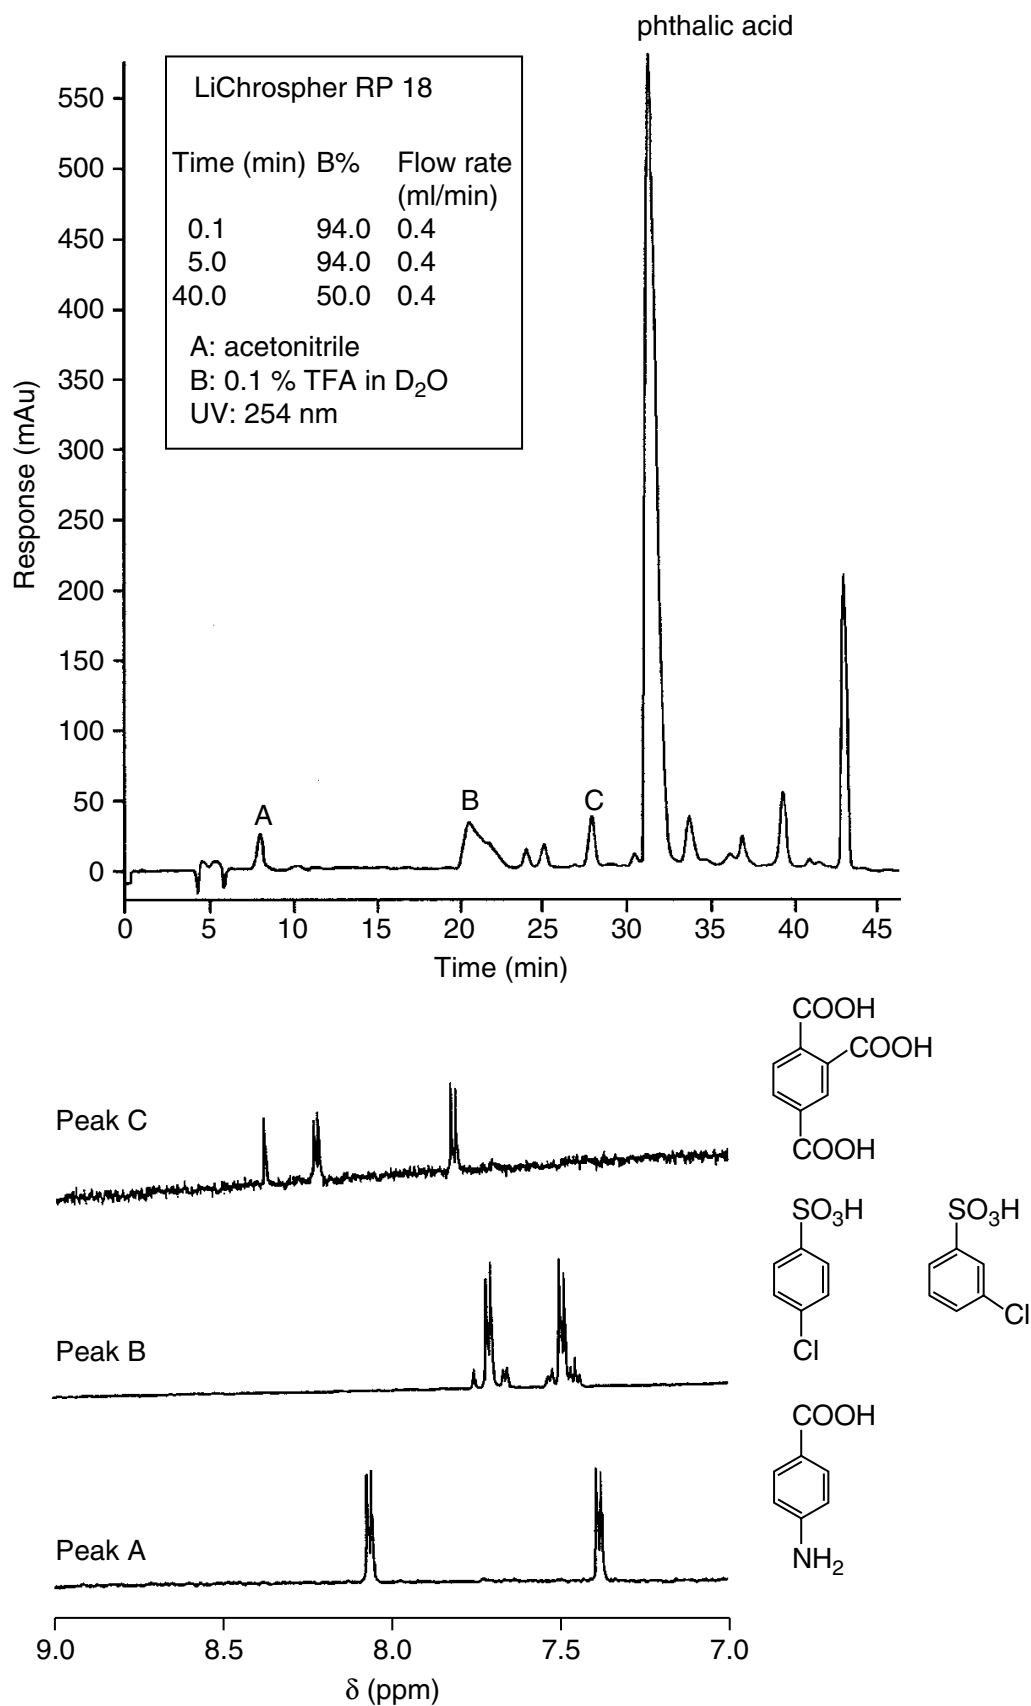 phthalic acid
LiChrospher RP 18
Time (min) B% Flow rate
(ml/min)
0.1 94.0 0.4
5.0 94.0 0.4
40.0 50.0 0.4
A: acetonitrile
B: 0.1 % TFA in D₂O
UV: 254 nm
Response (mAu)
550
500
450
400
350
300
250
200
150
100
50
0
A
B
C
0 5 10 15 20 25 30 35 40 45
Time (min)
COOH
COOH
COOH
Peak C
SO₃H SO₃H
Cl
Cl
Peak B
COOH
NH₂
Peak A
9.0 8.5 8.0 7.5 7.0
δ (ppm)